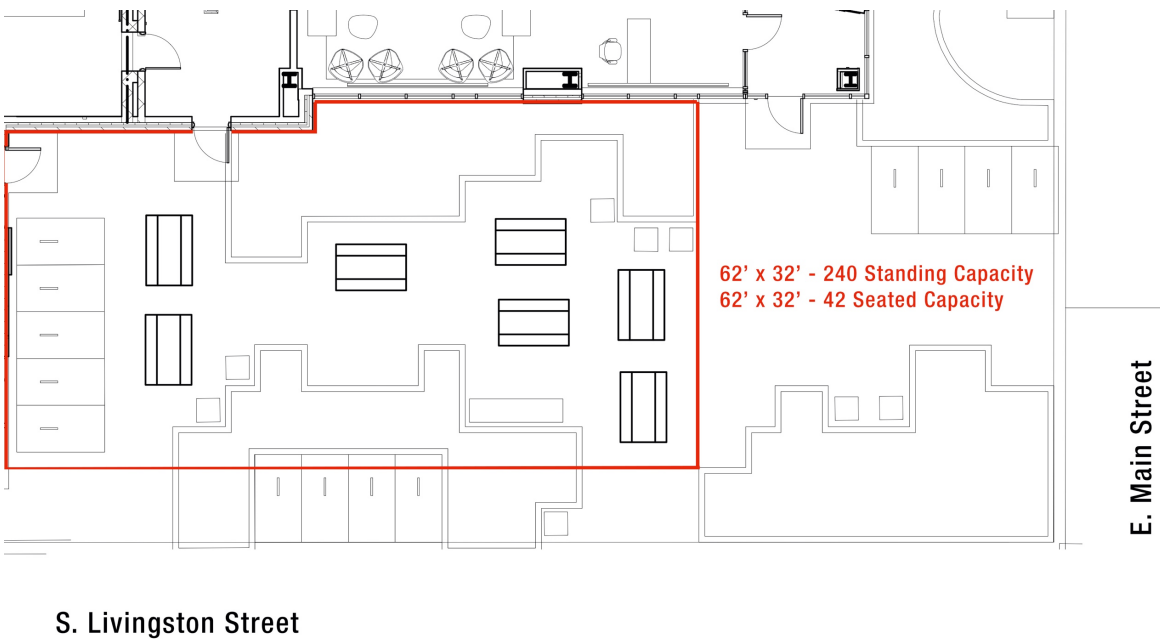 62’ x 32’ - 240 Standing Capacity
62’ x 32’ - 42 Seated Capacity
E. Main Street
S. Livingston Street